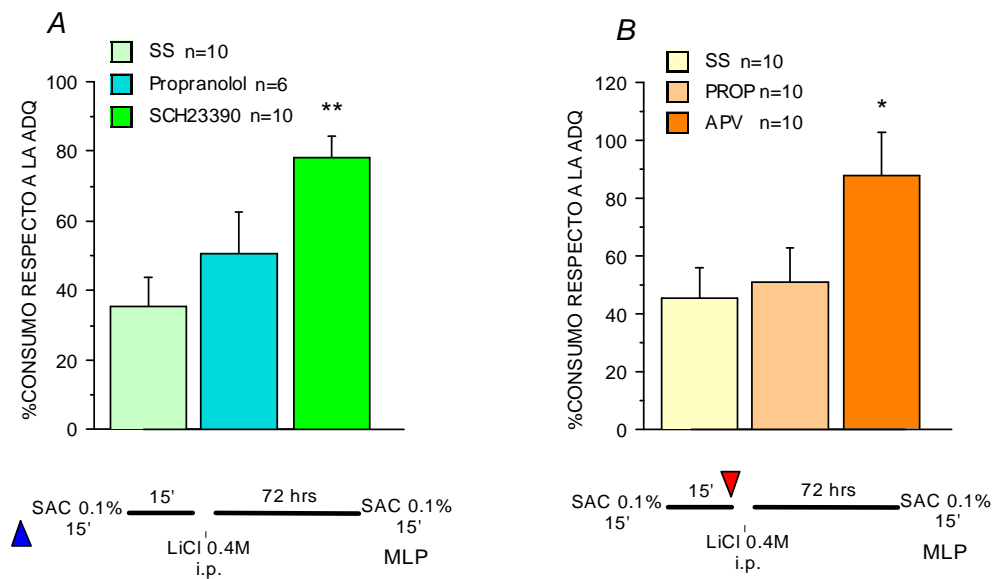 A
SS n=10
Propranolol n=6
SCH23390 n=10
**
%CONSUMO RESPECTO A LA ADQ
100
80
60
40
20
0
SAC 0.1%
15'
15'
LiCl 0.4M
i.p.
72 hrs
SAC 0.1%
15'
MLP
B
SS n=10
PROP n=10
APV n=10
*
%CONSUMO RESPECTO A LA ADQ
120
100
80
60
40
20
0
SAC 0.1%
15'
15'
LiCl 0.4M
i.p.
72 hrs
SAC 0.1%
15'
MLP